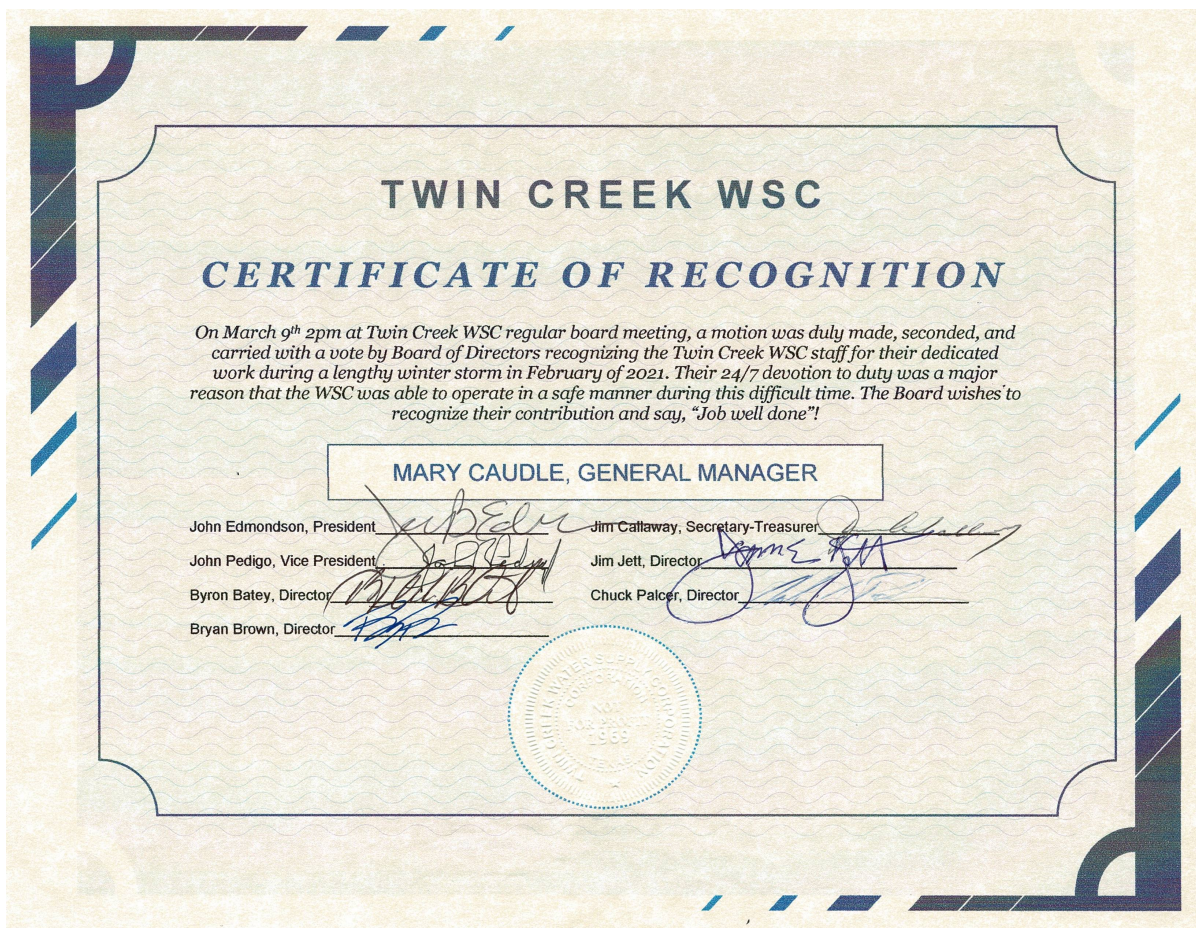 TWIN CREEK WSC
CERTIFICATE OF RECOGNITION
On March 9th 2pm at Twin Creek WSC regular board meeting, a motion was duly made, seconded, and
carried with a vote by Board of Directors recognizing the Twin Creek WSC staff for their dedicated
work during a lengthy winter storm in February of 2021. Their 24/7 devotion to duty was a major
reason that the WSC was able to operate in a safe manner during this difficult time. The Board wishes to
recognize their contribution and say, “Job well done”!
MARY CAUDLE, GENERAL MANAGER
John Edmondson, President
Jim Callaway, Secretary-Treasurer
John Pedigo, Vice President
Jim Jett, Director
Byron Batey, Director
Chuck Palcer, Director
Bryan Brown, Director
TWIN CREEK WATER SUPPLY CORPORATION
CORPORATION
NOT
FOR PROFIT
1969
TEXAS